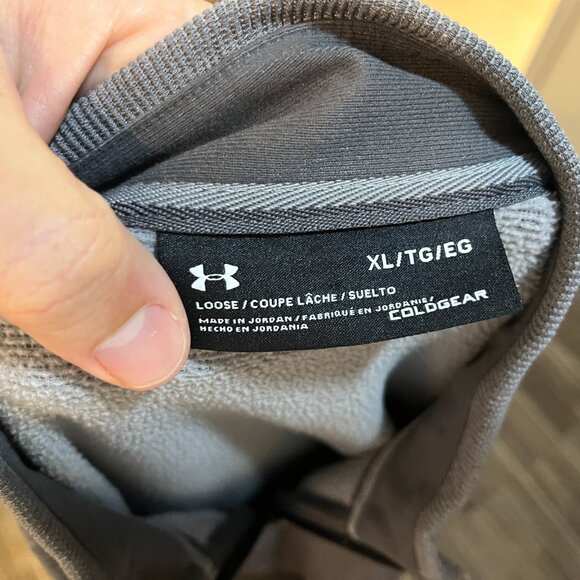 XL/TG/EG
LOOSE / COUPE LÂCHE / SUELTO
MADE IN JORDAN / FABRIQUÉ EN JORDANIE/
HECHO EN JORDANIA
COLDGEAR